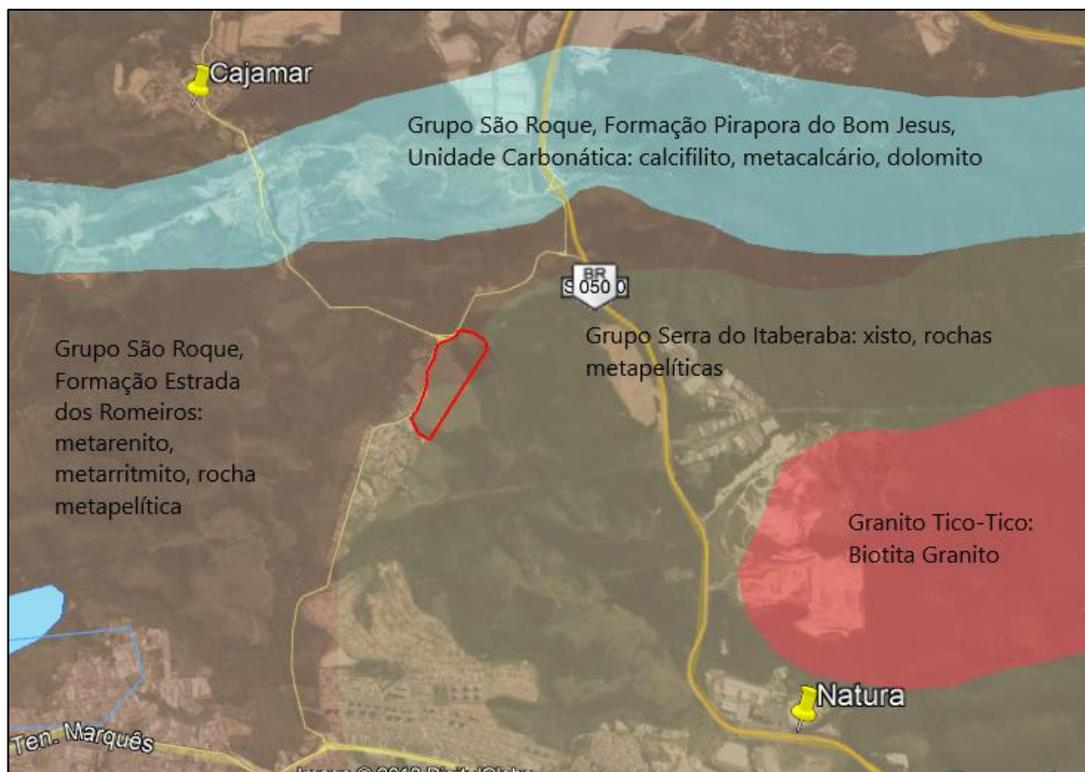 Cajamar
Grupo São Roque, Formação Pirapora do Bom Jesus,
Unidade Carbonática: calcifilito, metacalcário, dolomito
BR
050
Grupo Serra do Itaberaba: xisto, rochas
metapelíticas
Grupo São Roque,
Formação Estrada
dos Romeiros:
metarenito,
metarritmito, rocha
metapelítica
Granito Tico-Tico:
Biotita Granito
Natura
Ten. Marquês